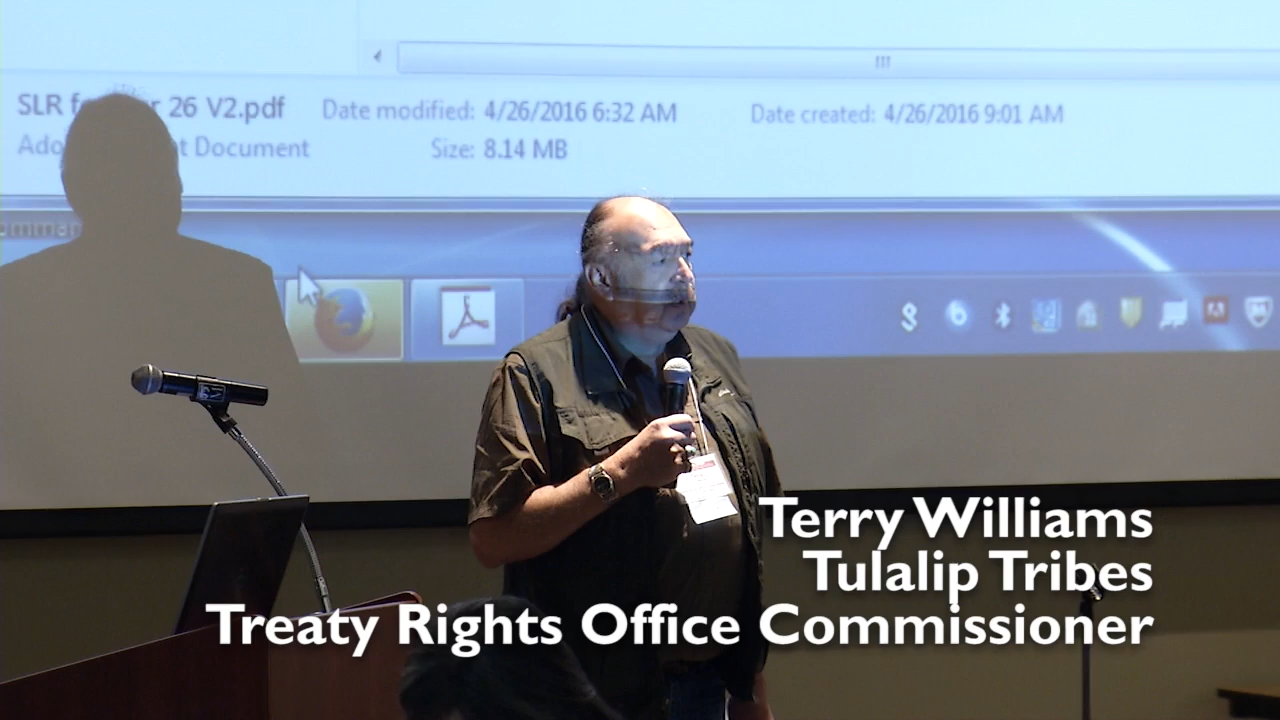 SLR f r 26 V2.pdf Date modified: 4/26/2016 6:32 AM Date created: 4/26/2016 9:01 AM
Ado t Document Size: 8.14 MB
Terry Williams
Tulalip Tribes
Treaty Rights Office Commissioner